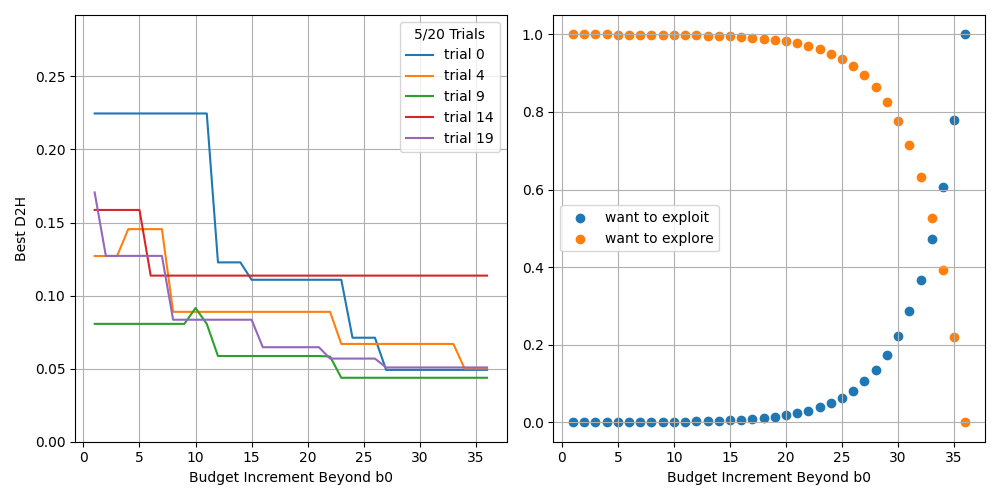 5/20 Trials
trial 0
trial 4
trial 9
trial 14
trial 19
Best D2H
0.25
0.20
0.15
0.10
0.05
0.00
0 5 10 15 20 25 30 35
Budget Increment Beyond b0
1.0
0.8
0.6
0.4
0.2
0.0
want to exploit
want to explore
0 5 10 15 20 25 30 35
Budget Increment Beyond b0